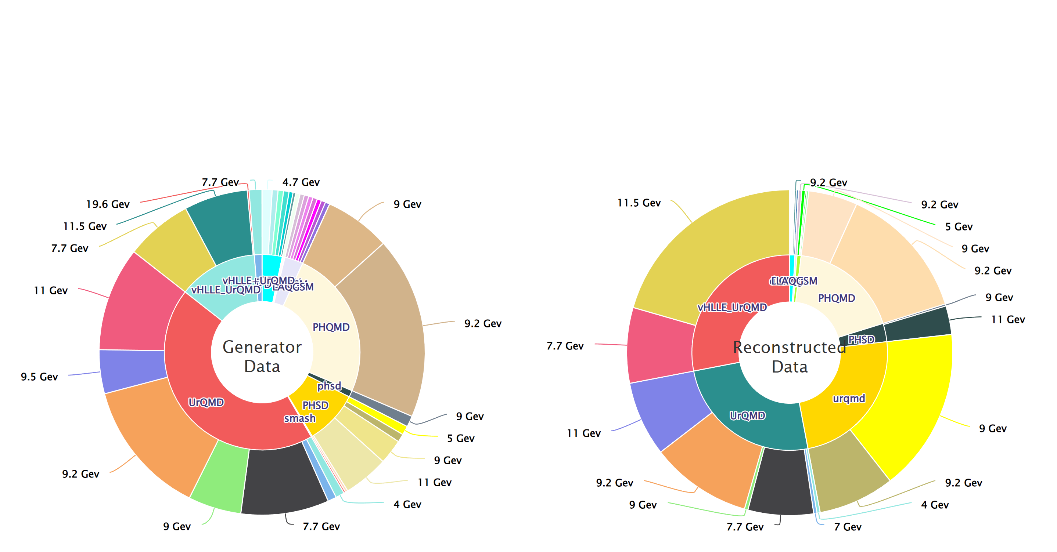 7.7 Gev
4.7 Gev
19.6 Gev
9 Gev
11.5 Gev
7.7 Gev
11 Gev
9.2 Gev
9.5 Gev
9.2 Gev
9 Gev
7.7 Gev
4 Gev
11 Gev
9 Gev
5 Gev
9 Gev
vHLLE+UrQMD
vHLLE_UrQMD
PHQMD
Generator
Data
phsd
PHSD
smash
UrQMD
9.2 Gev
11.5 Gev
9.2 Gev
5 Gev
9 Gev
9.2 Gev
9 Gev
11 Gev
7.7 Gev
11 Gev
9 Gev
9.2 Gev
9.2 Gev
9 Gev
4 Gev
7.7 Gev
7 Gev
PHQMD
vHLLE_UrQMD
PHSD
Reconstructed
Data
urqmd
UrQMD